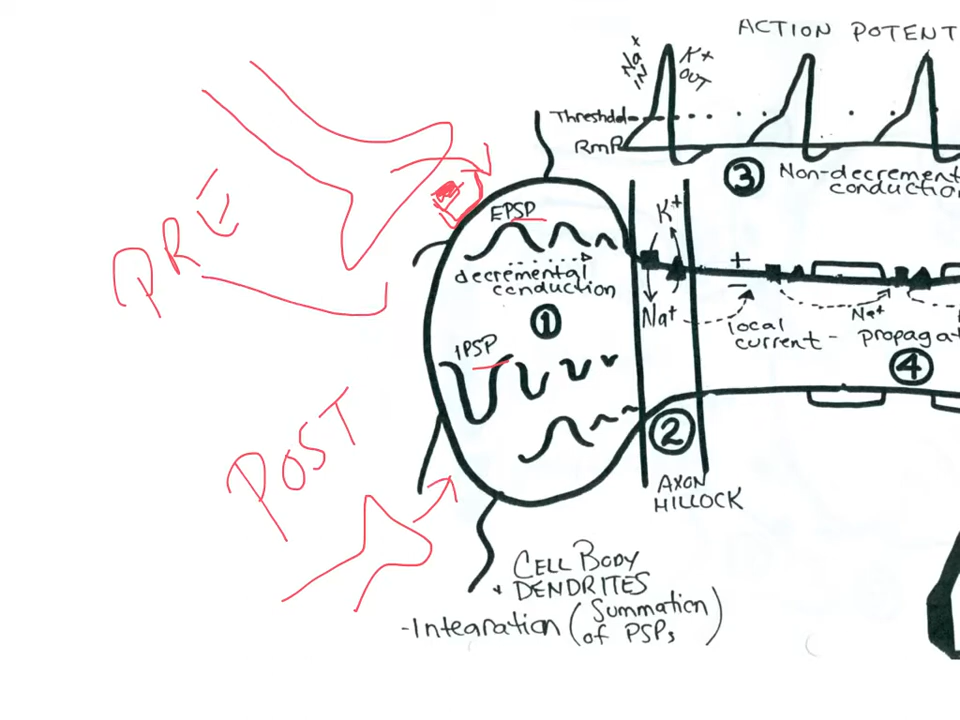 ACTION POTENT
Na+
IN
K+
OUT
Threshold
RMP
3
Non-decrement
conduction
PRE
EPSP
decremental
conduction
1
K+
Na+
+
-
local
current - propagat
Na+
4
IPSP
2
POST
AXON
HILLOCK
CELL BODY
+ DENDRITES
-Integration (Summation
of PSPs)